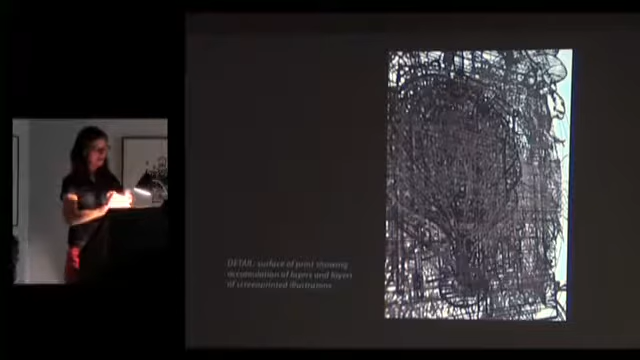 DETAIL: surface of print showing
accumulation of layers and layers
of screenprinted illustrations